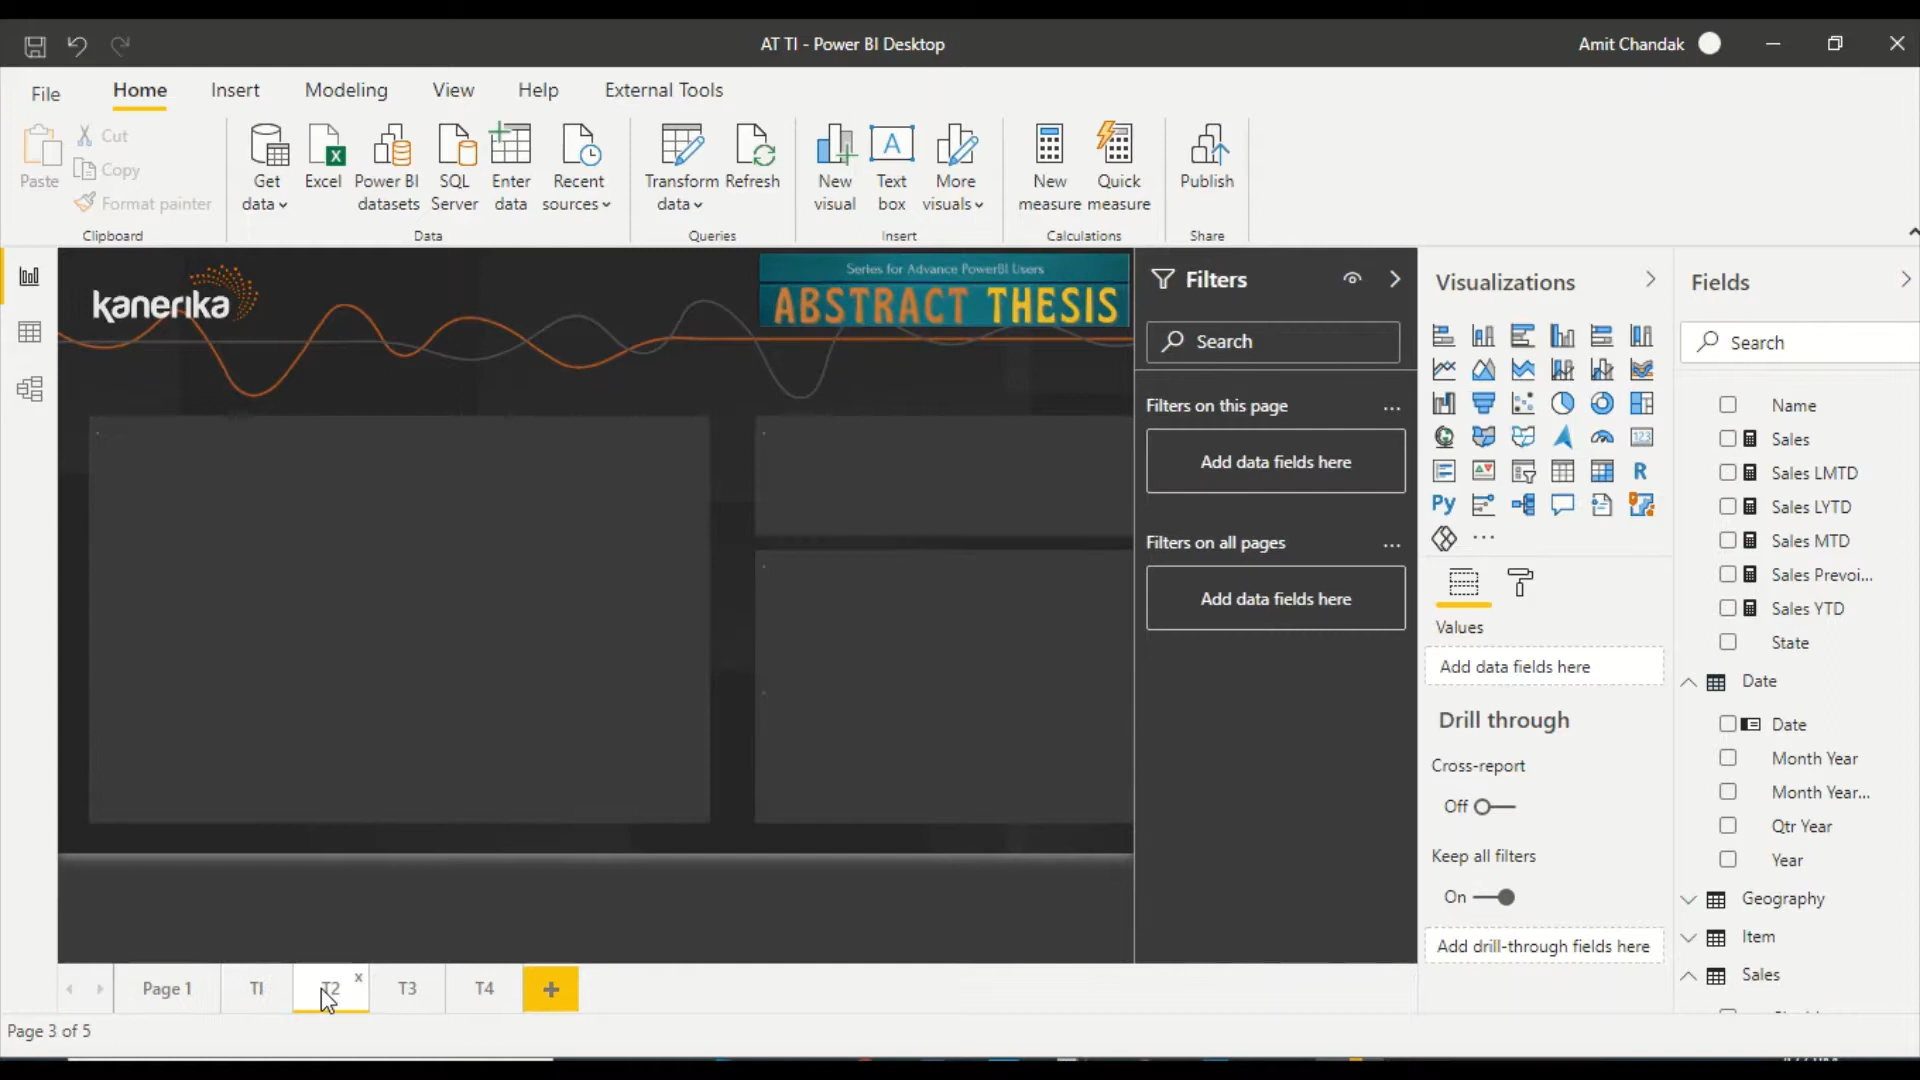 AT TI - Power BI Desktop
Amit Chandak
File
Home
Insert
Modeling
View
Help
External Tools
Paste
Cut
Copy
Format painter
Clipboard
Get data
Excel
Power BI datasets
SQL Server
Enter data
Recent sources
Data
Transform data
Refresh
Queries
New visual
Text box
More visuals
Insert
New measure
Quick measure
Calculations
Publish
Share
kanerika
Series for Advance PowerBI Users
ABSTRACT THESIS
Filters
Search
Filters on this page
...
Add data fields here
Filters on all pages
...
Add data fields here
Visualizations
123
R
Py
...
Values
Add data fields here
Drill through
Cross-report
Off
Keep all filters
On
Add drill-through fields here
Fields
Search
Name
Sales
Sales LMTD
Sales LYTD
Sales MTD
Sales Prevoi...
Sales YTD
State
Date
Date
Month Year
Month Year...
Qtr Year
Year
Geography
Item
Sales
Page 1
TI
T2
x
T3
T4
+
Page 3 of 5